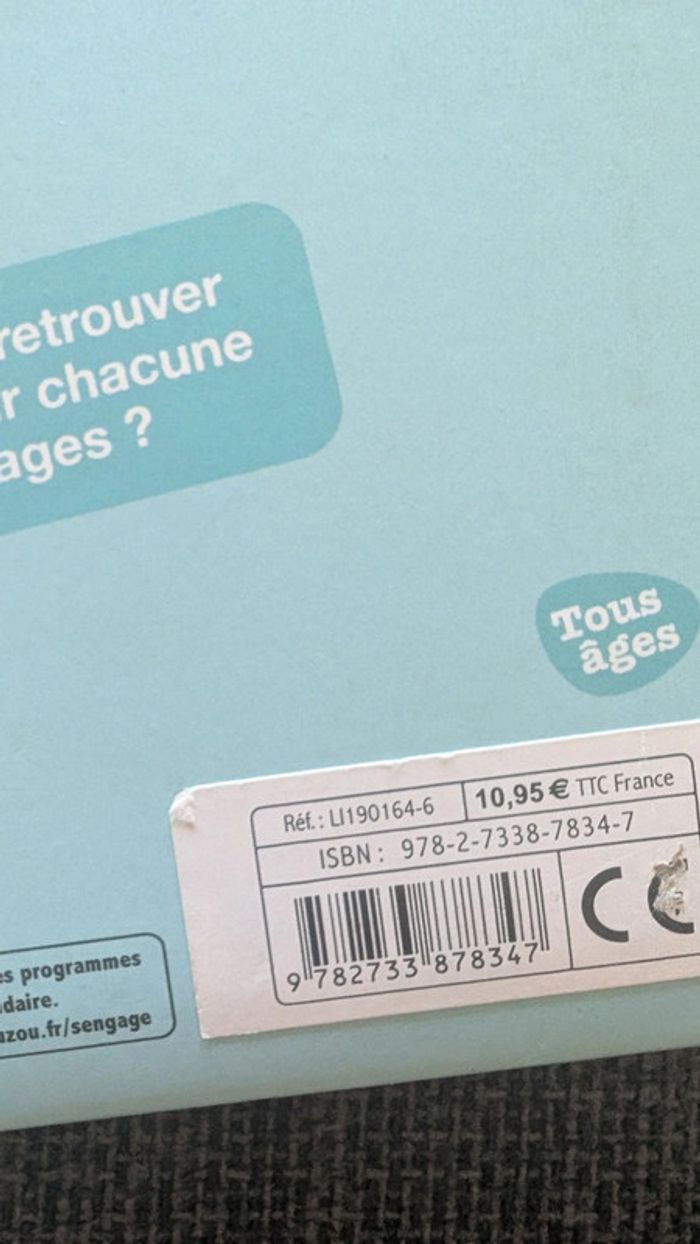 retrouver
r chacune
ages ?
Tous
âges
Réf.: LI190164-6
10,95 € TTC France
ISBN : 978-2-7338-7834-7
9 782733 878347
CE
es programmes
idaire.
uzou.fr/sengage